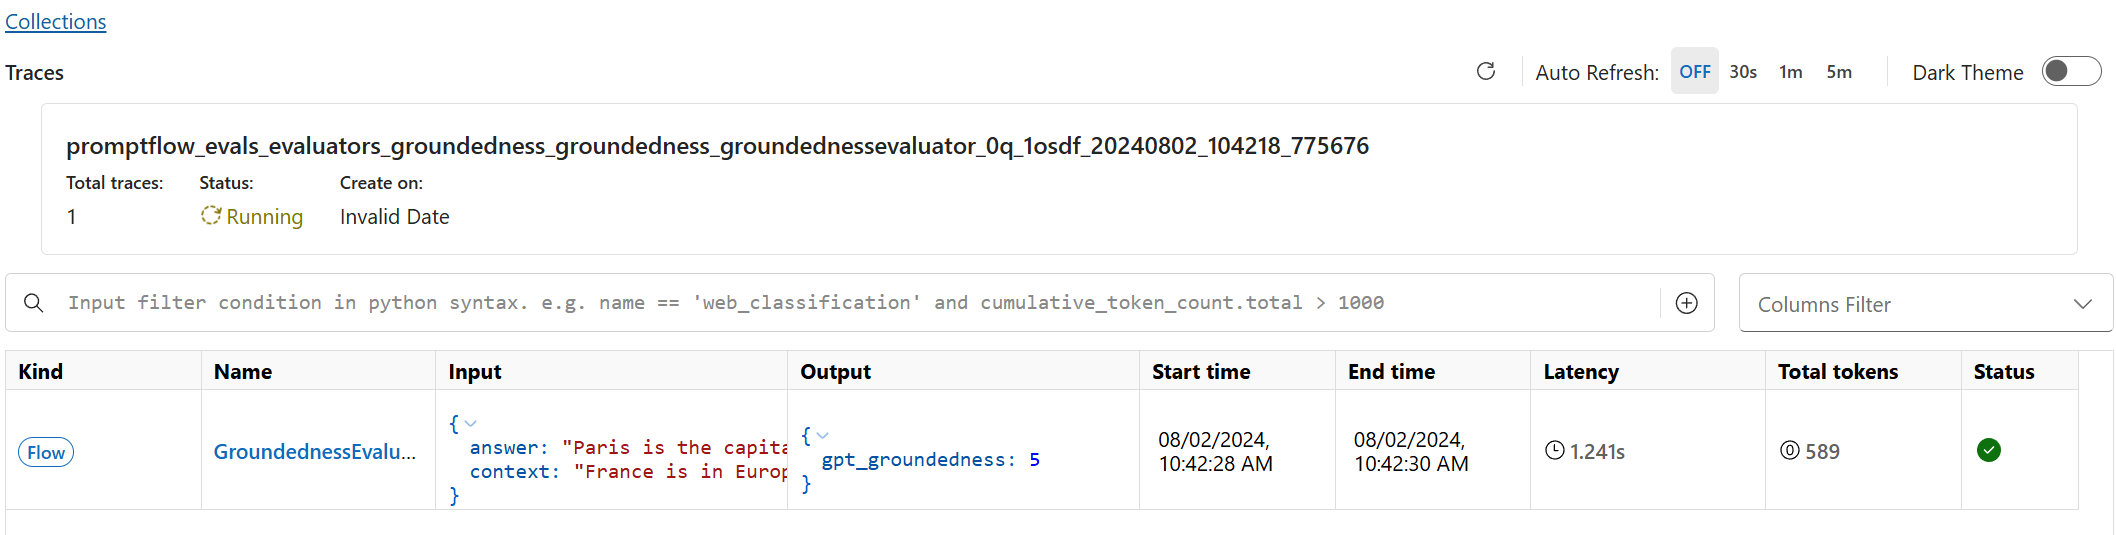 Collections
Traces
Auto Refresh: OFF 30s 1m 5m Dark Theme
promptflow_evals_evaluators_groundedness_groundedness_groundednessevaluator_0q_1osdf_20240802_104218_775676
Total traces: Status: Create on:
1 Running Invalid Date
Input filter condition in python syntax. e.g. name == 'web_classification' and cumulative_token_count.total > 1000
Columns Filter
Kind Name Input Output Start time End time Latency Total tokens Status
Flow
GroundednessEvalu...
{
answer: "Paris is the capita
context: "France is in Europ
}
{
gpt_groundedness: 5
}
08/02/2024,
10:42:28 AM
08/02/2024,
10:42:30 AM
1.241s
589